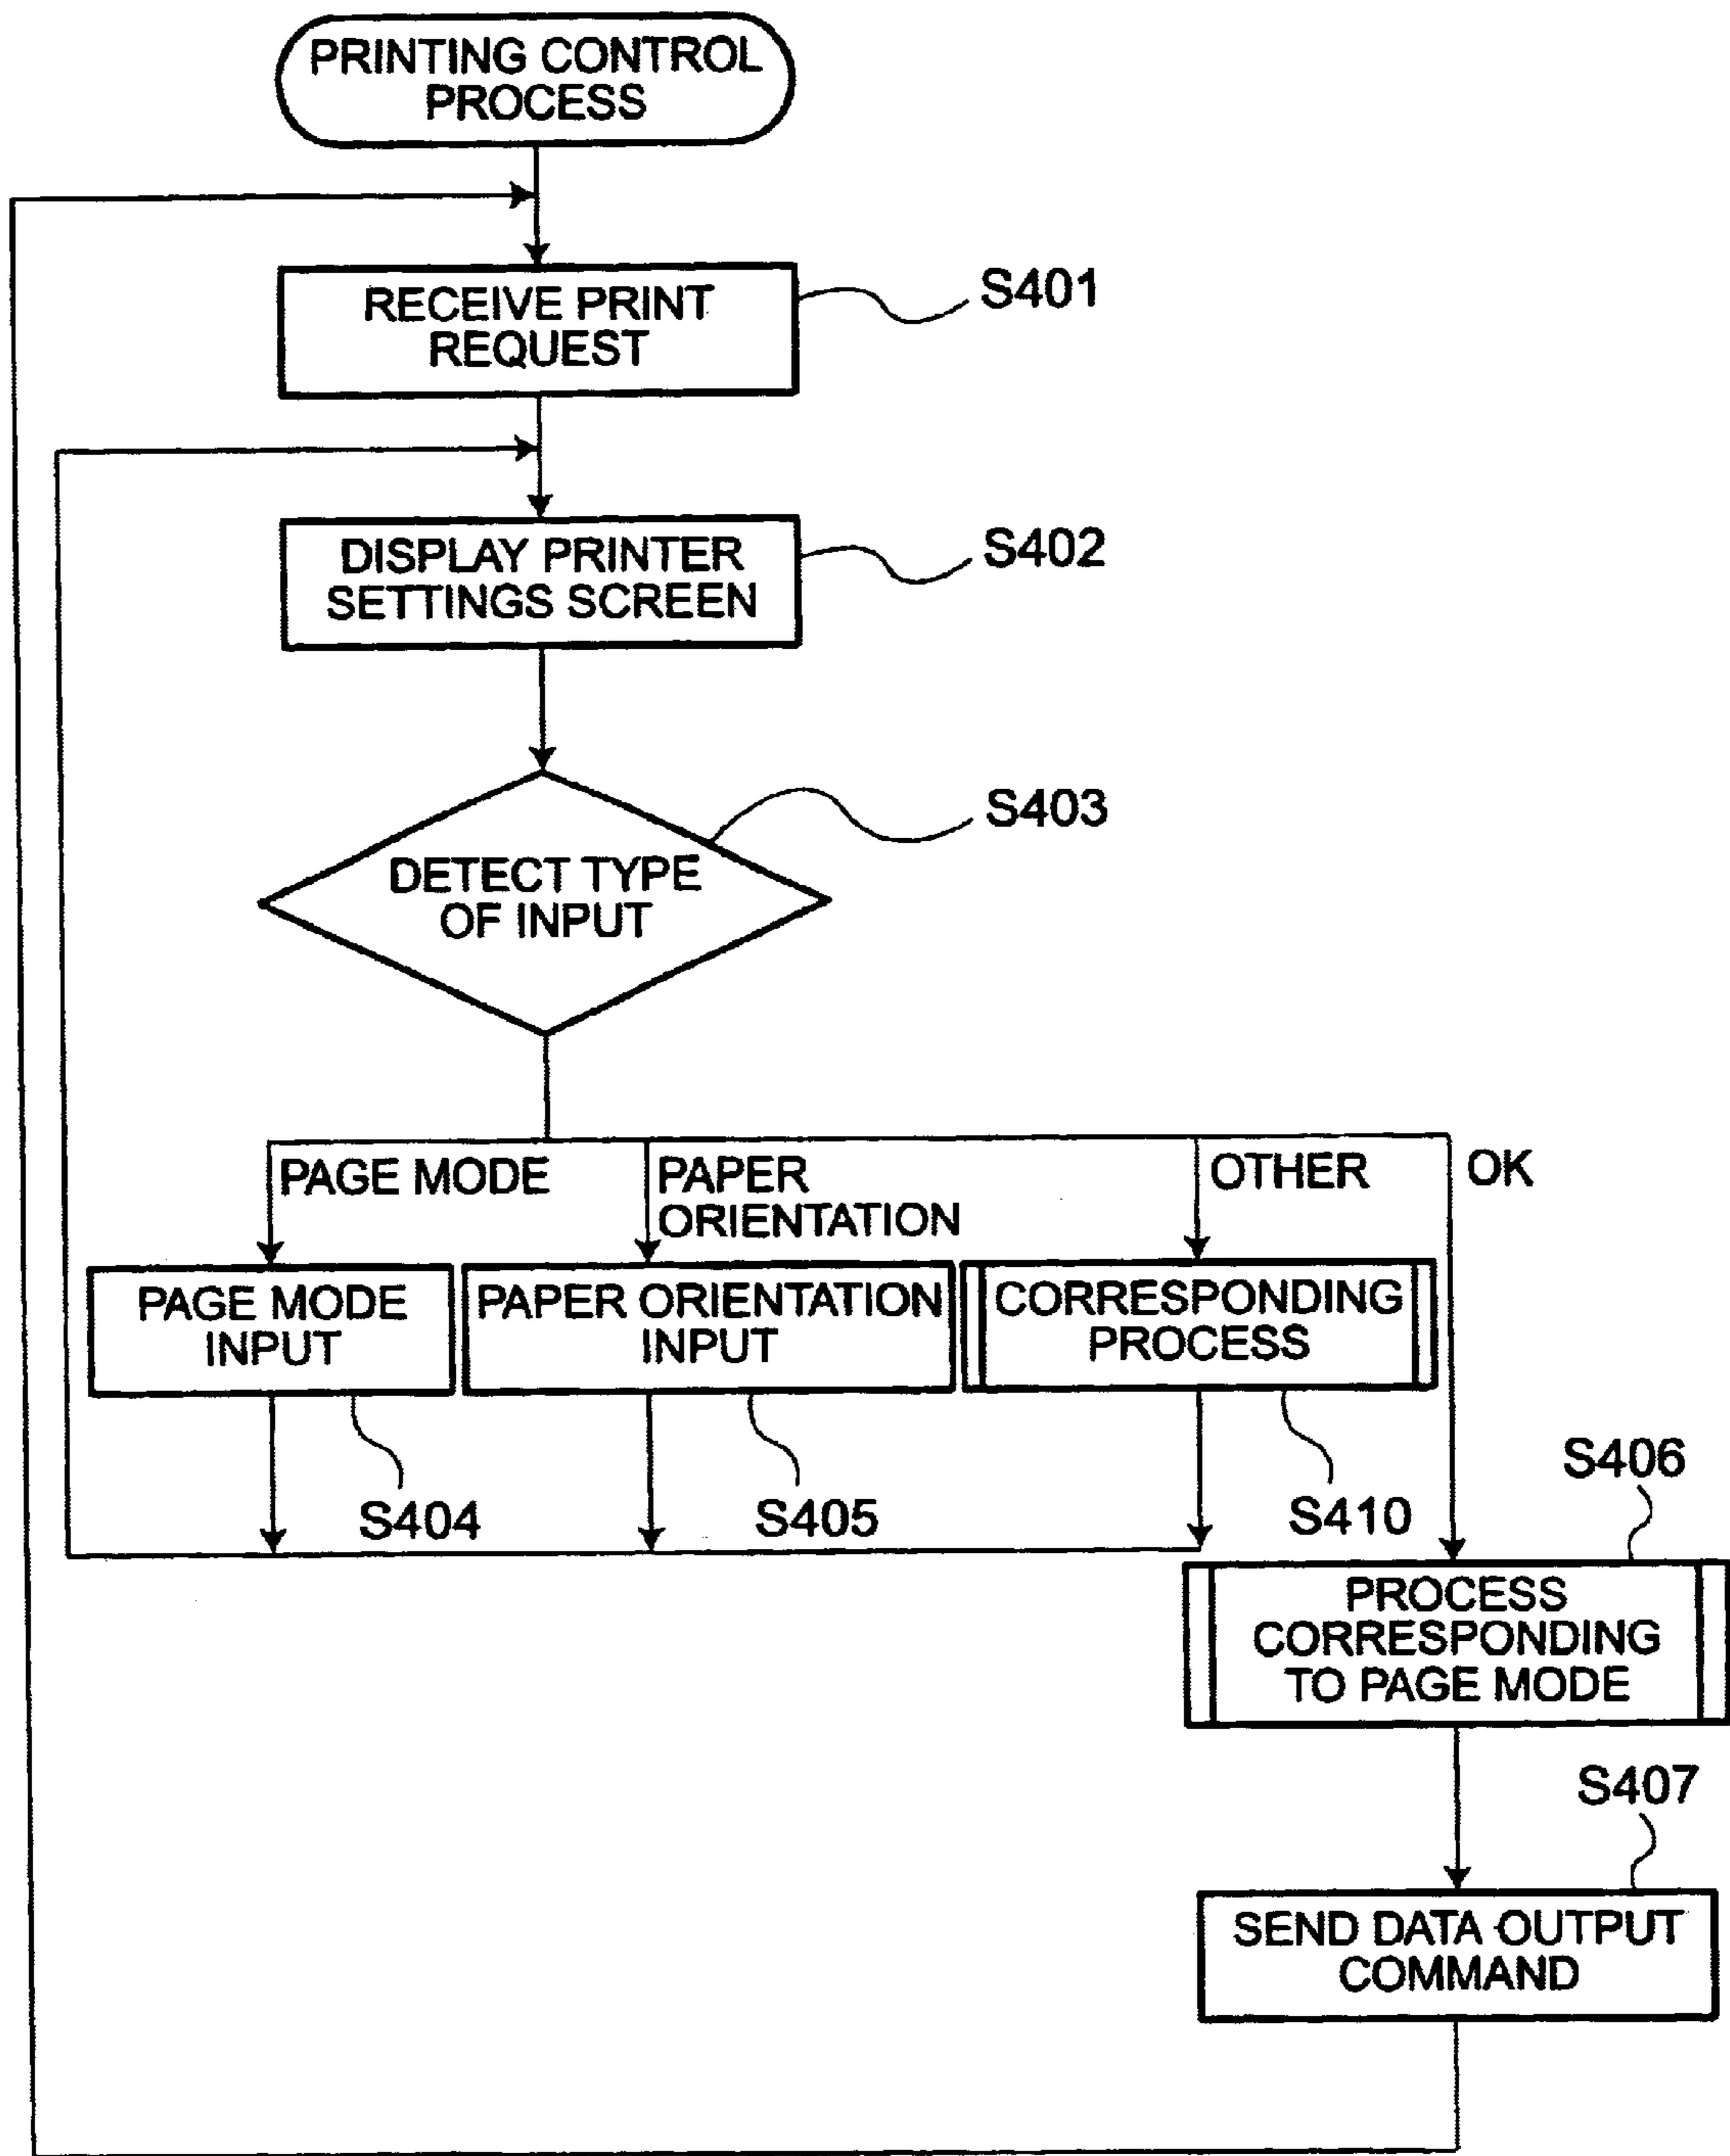 PRINTING CONTROL
PROCESS
RECEIVE PRINT
REQUEST
S401
DISPLAY PRINTER
SETTINGS SCREEN
S402
S403
DETECT TYPE
OF INPUT
PAGE MODE
PAPER
ORIENTATION
OTHER
OK
PAGE MODE
INPUT
PAPER ORIENTATION
INPUT
CORRESPONDING
PROCESS
S404
S405
S410
S406
PROCESS
CORRESPONDING
TO PAGE MODE
S407
SEND DATA OUTPUT
COMMAND